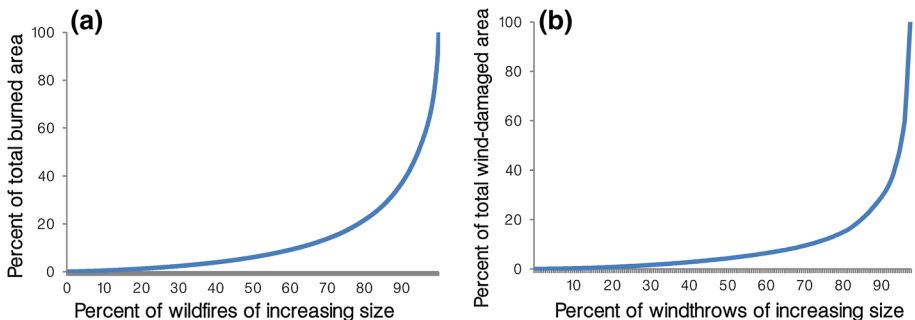 (a)
Percent of total burned area
100
80
60
40
20
0
0 10 20 30 40 50 60 70 80 90
Percent of wildfires of increasing size
(b)
Percent of total wind-damaged area
100
80
60
40
20
0
10 20 30 40 50 60 70 80 90
Percent of windthrows of increasing size